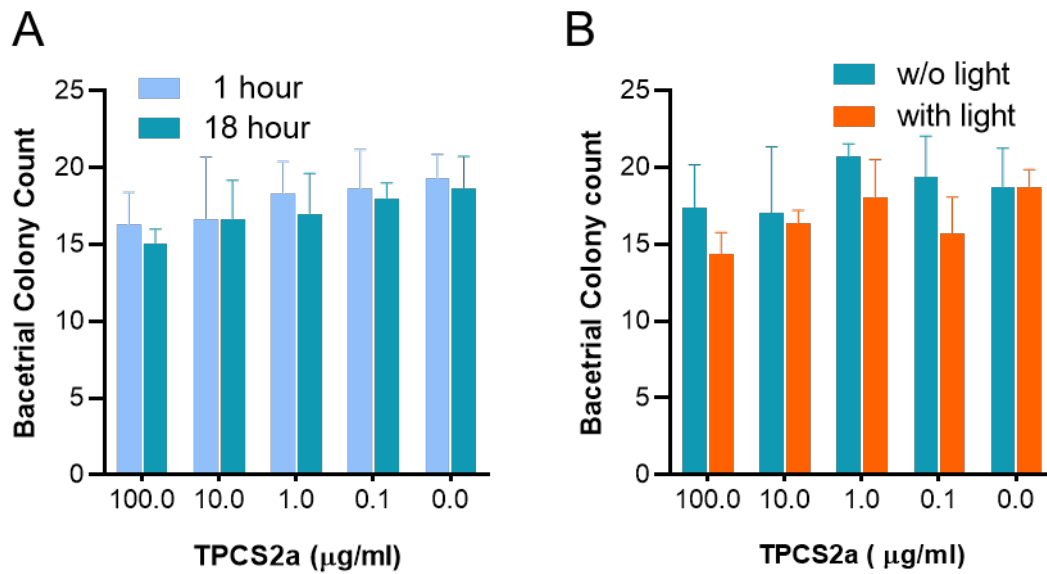 A
1 hour
18 hour
Bacetrial Colony Count
25
20
15
10
5
0
100.0 10.0 1.0 0.1 0.0
TPCS2a (μg/ml)
B
w/o light
with light
Bacetrial Colony count
25
20
15
10
5
0
100.0 10.0 1.0 0.1 0.0
TPCS2a ( μg/ml)